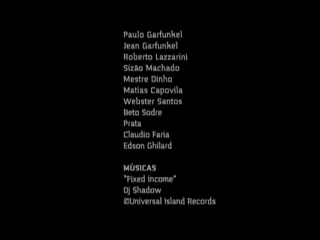 Paulo Garfunkel
Jean Garfunkel
Roberto Lazzarini
Sizão Machado
Mestre Dinho
Matias Capovila
Webster Santos
Beto Sodre
Prata
Claudio Faria
Edson Ghilard
MÚSICAS
"Fixed income"
Dj Shadow
©Universal Island Records